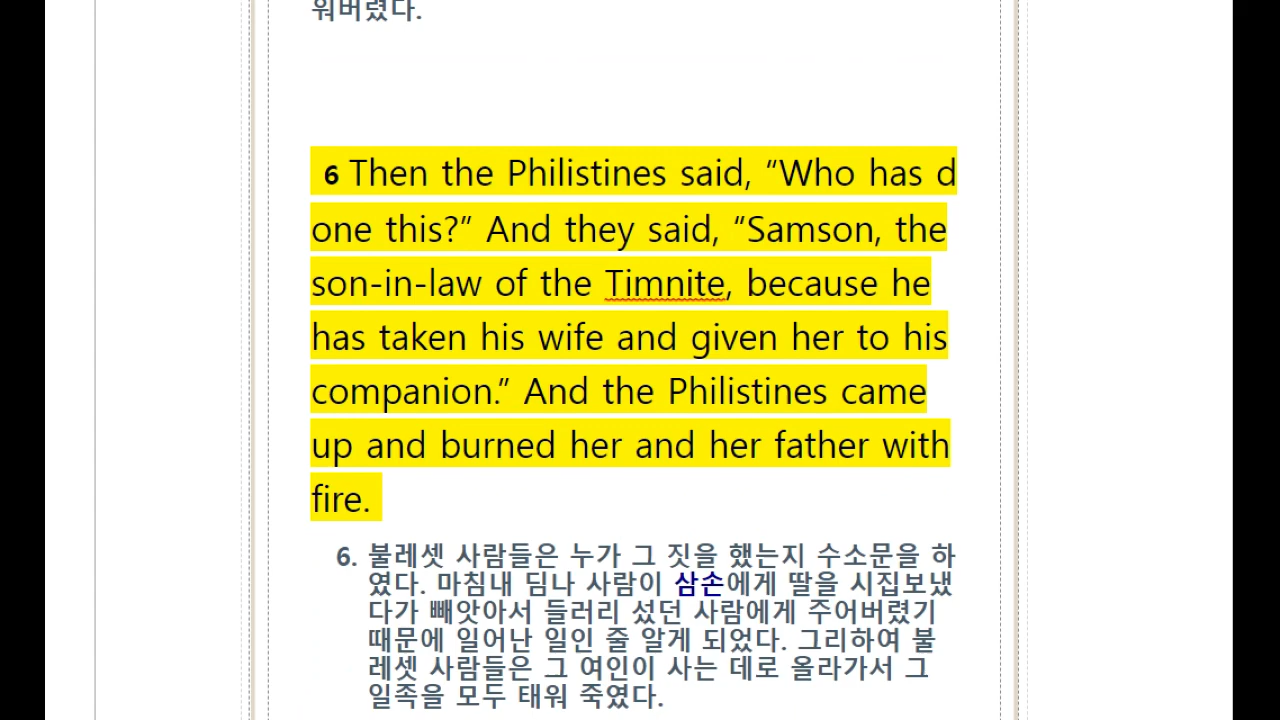 워버렸다.
6 Then the Philistines said, “Who has d
one this?” And they said, “Samson, the
son-in-law of the Timnite, because he
has taken his wife and given her to his
companion.” And the Philistines came
up and burned her and her father with
fire.
6. 불레셋 사람들은 누가 그 짓을 했는지 수소문을 하
였다. 마침내 딤나 사람이 삼손에게 딸을 시집보냈
다가 빼앗아서 들러리 섰던 사람에게 주어버렸기
때문에 일어난 일인 줄 알게 되었다. 그리하여 불
레셋 사람들은 그 여인이 사는 데로 올라가서 그
일족을 모두 태워 죽였다.